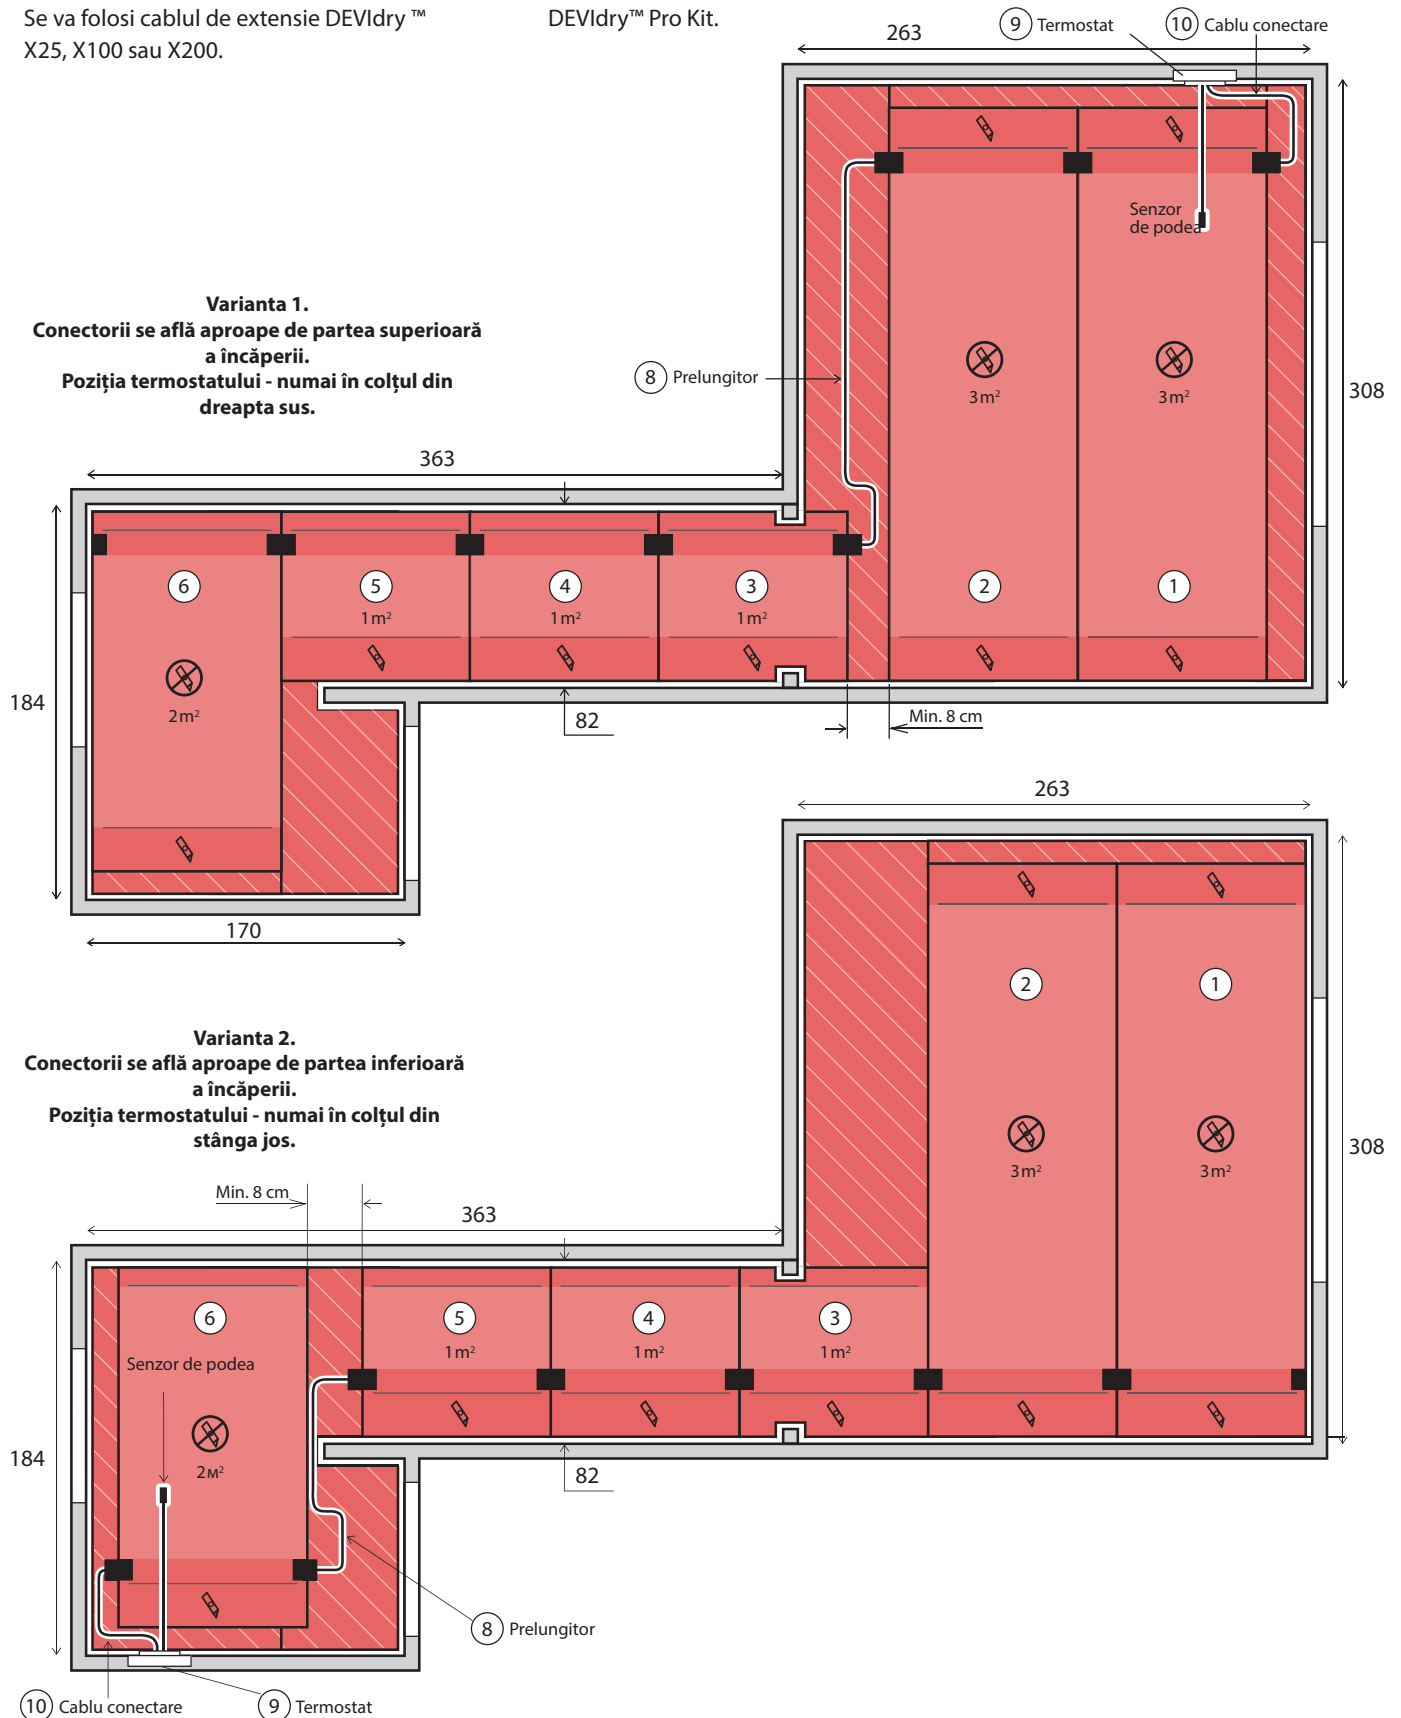 Se va folosi cablul de extensie DEVIdry ™
X25, X100 sau X200.
DEVIdry™ Pro Kit.
263
9 Termostat
10 Cablu conectare
Senzor
de podea
Varianta 1.
Conectorii se află aproape de partea superioară
a încăperii.
Poziția termostatului - numai în colțul din
dreapta sus.
8 Prelungitor
3 m²
3 m²
308
363
6
5
4
3
2
1
1 m²
1 m²
1 m²
2 m²
184
82
Min. 8 cm
170
263
2
1
Varianta 2.
Conectorii se află aproape de partea inferioară
a încăperii.
Poziția termostatului - numai în colțul din
stânga jos.
3 m²
3 m²
308
Min. 8 cm
363
6
5
4
3
1 m²
1 m²
1 m²
Senzor de podea
2 м²
184
82
8 Prelungitor
10 Cablu conectare
9 Termostat